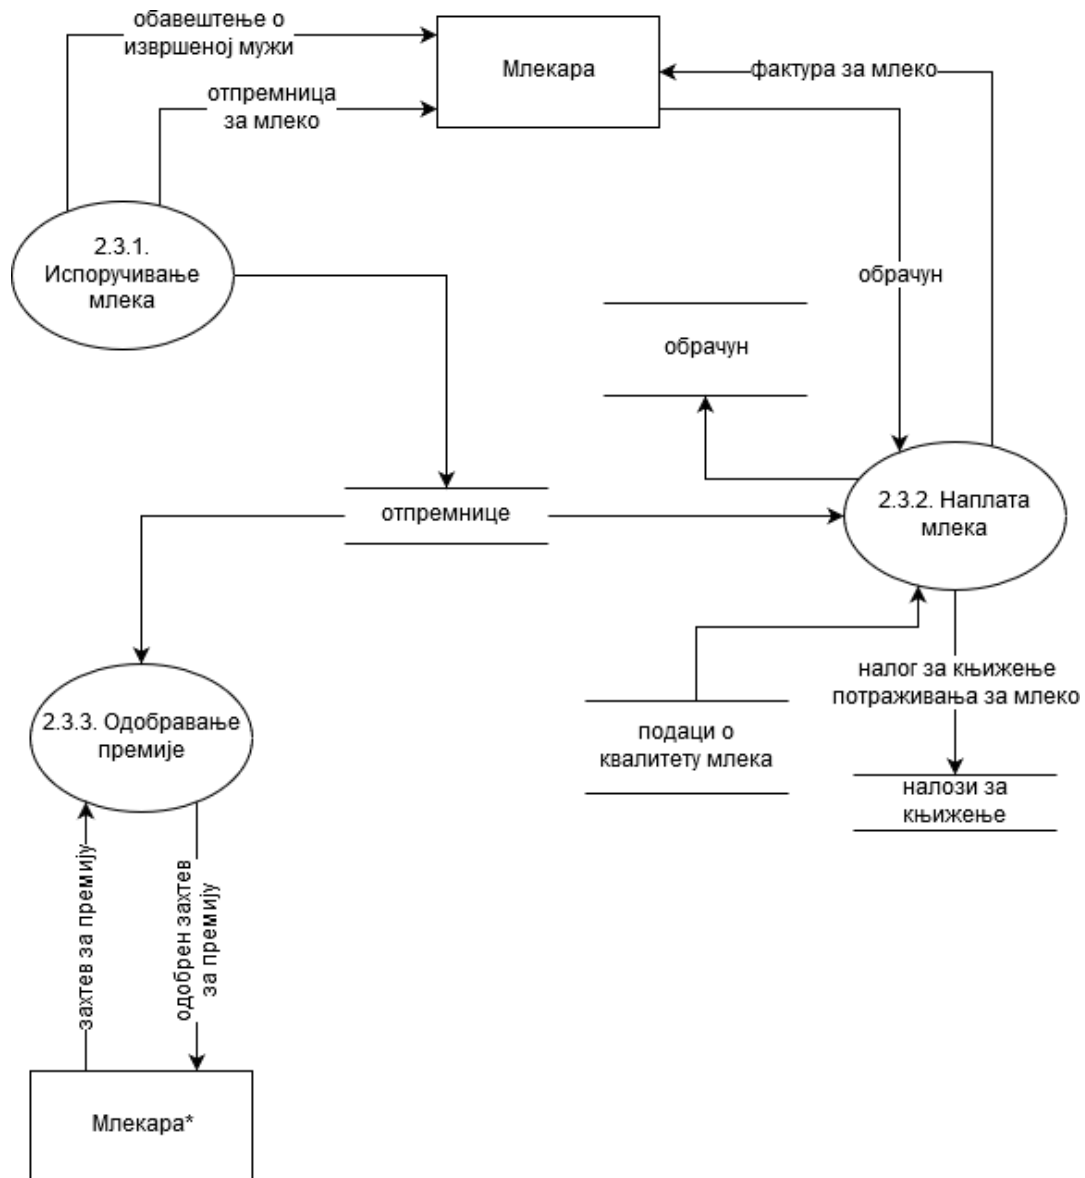 обавештење о
извршеној мужи
Млекара
фактура за млеко
отпремница
за млеко
2.3.1.
Испоручивање
млека
обрачун
обрачун
отпремнице
2.3.2. Наплата
млека
налог за књижење
потраживања за млеко
2.3.3. Одобравање
премије
подаци о
квалитету млека
налози за
књижење
захтев за премију
одобрен захтев
за премију
Млекара*